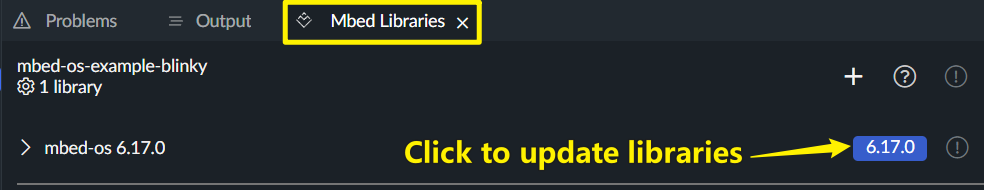 Problems
Output
Mbed Libraries
mbed-os-example-blinky
1 library
mbed-os 6.17.0
Click to update libraries
6.17.0